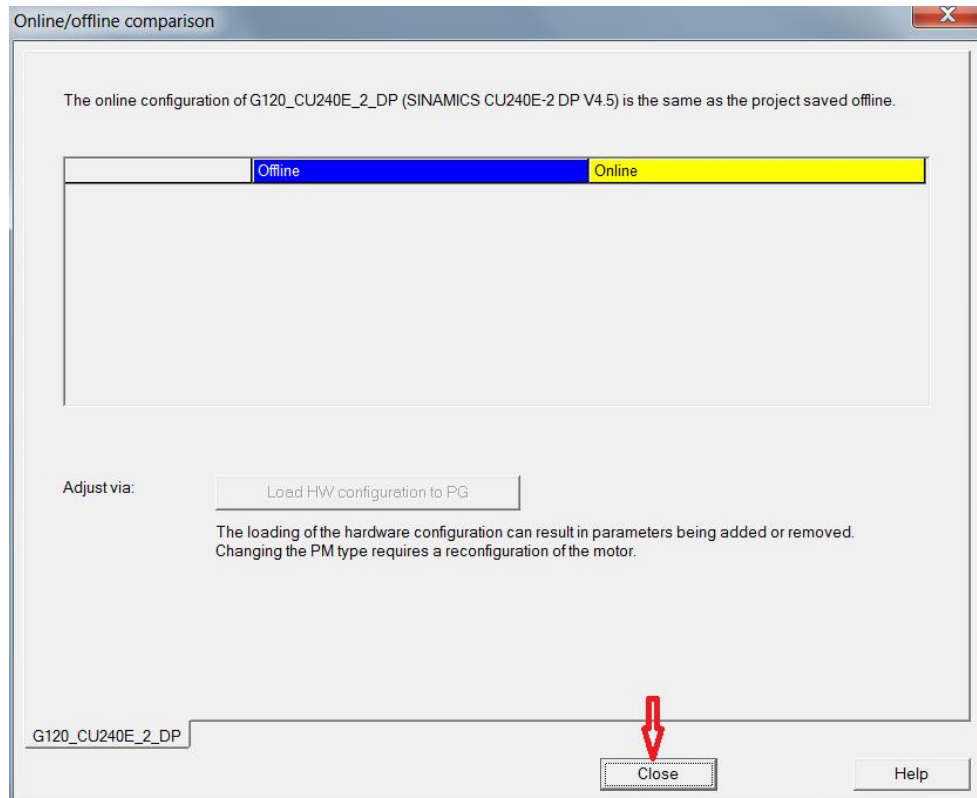 Online/offline comparison
The online configuration of G120_CU240E_2_DP (SINAMICS CU240E-2 DP V4.5) is the same as the project saved offline.
Offline Online
Adjust via: Load HW configuration to PG
The loading of the hardware configuration can result in parameters being added or removed.
Changing the PM type requires a reconfiguration of the motor.
G120_CU240E_2_DP
Close Help